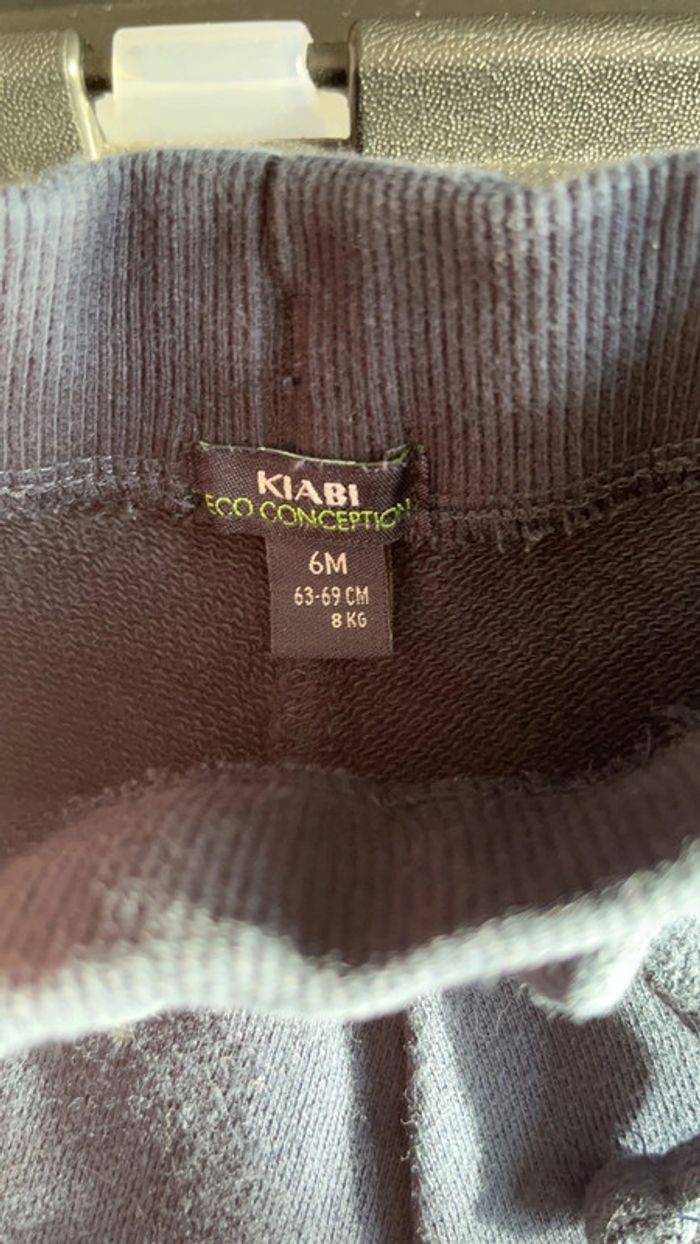 KIABI
ECO CONCEPTION
6M
63-69 CM
8 KG